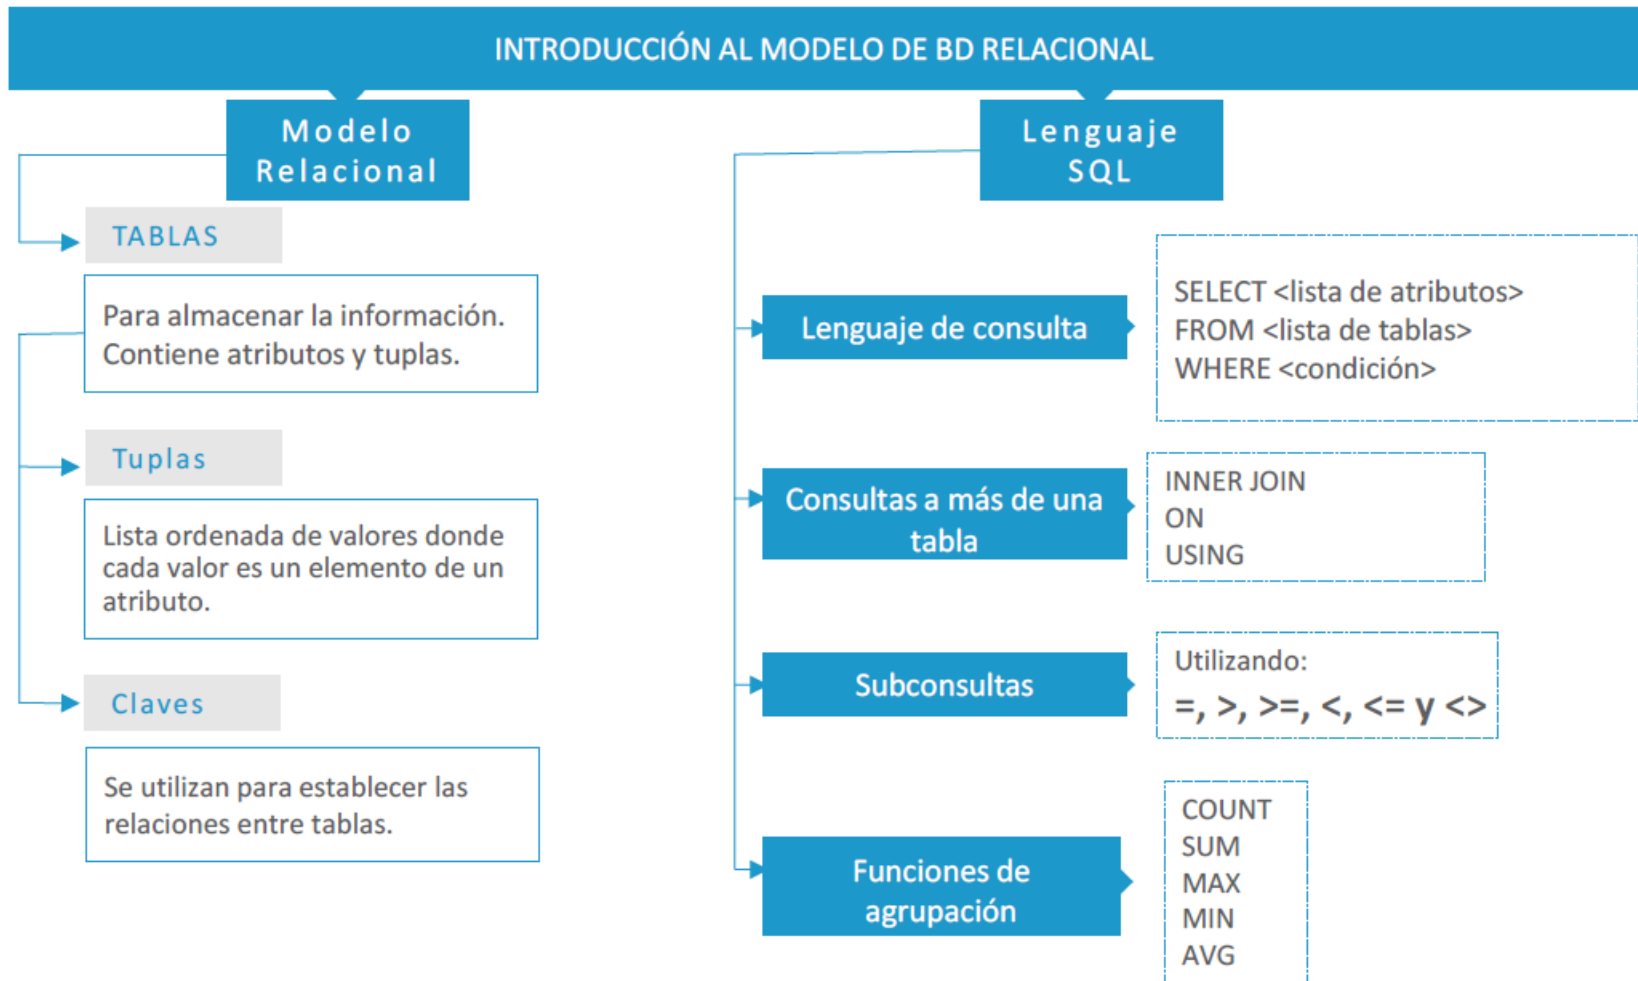 INTRODUCCIÓN AL MODELO DE BD RELACIONAL
Modelo
Relacional
TABLAS
Para almacenar la información.
Contiene atributos y tuplas.
Tuplas
Lista ordenada de valores donde
cada valor es un elemento de un
atributo.
Claves
Se utilizan para establecer las
relaciones entre tablas.
Lenguaje
SQL
Lenguaje de consulta
SELECT <lista de atributos>
FROM <lista de tablas>
WHERE <condición>
Consultas a más de una
tabla
INNER JOIN
ON
USING
Subconsultas
Utilizando:
=, >, >=, <, <= y <>
Funciones de
agrupación
COUNT
SUM
MAX
MIN
AVG